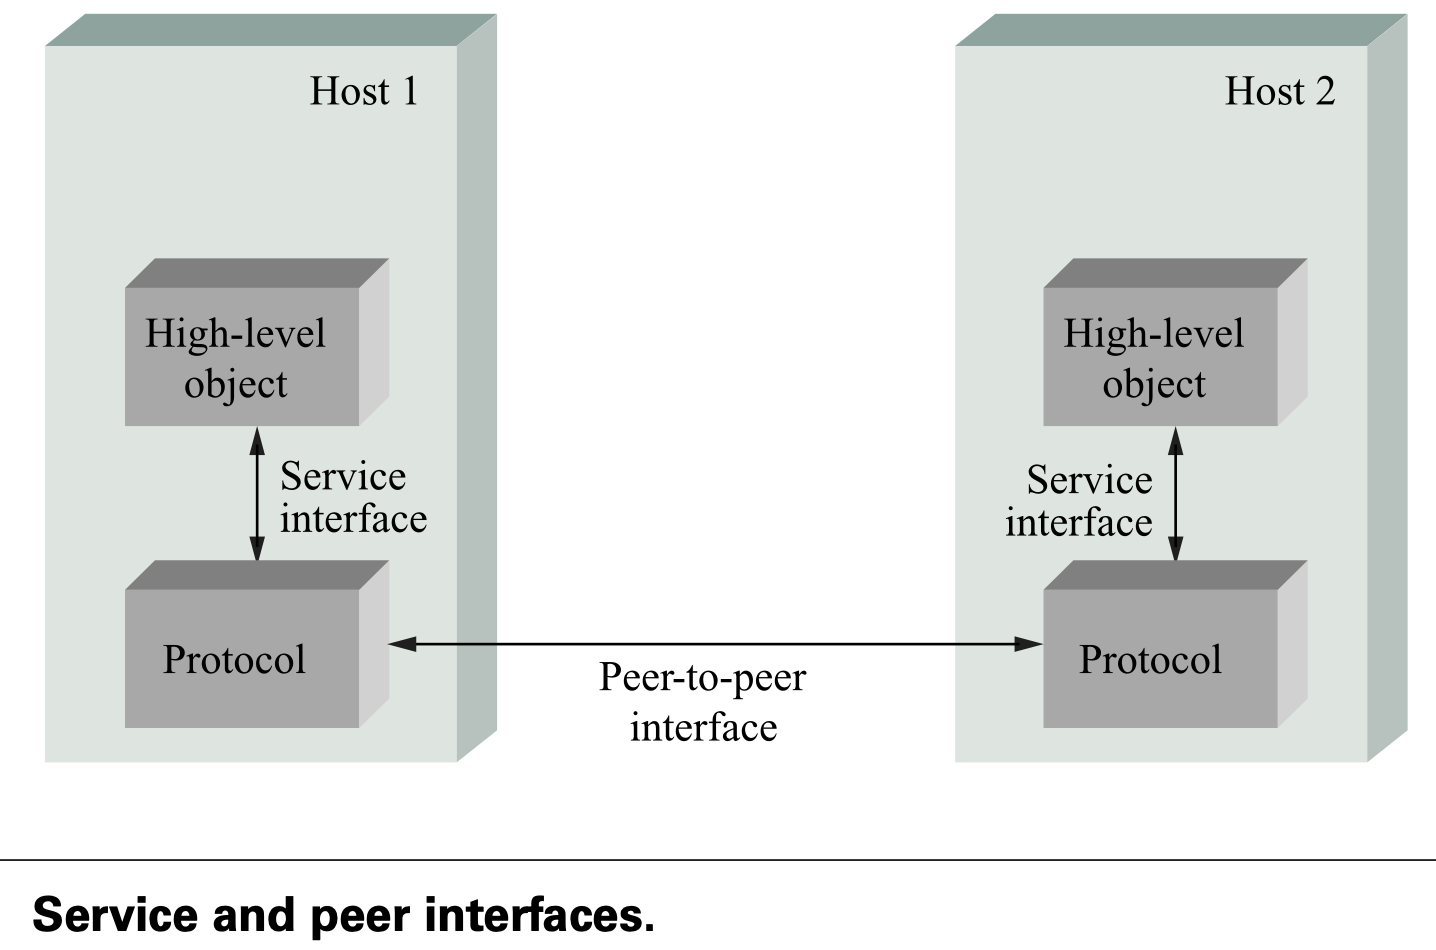 Host 1
High-level
object
Service
interface
Protocol
Peer-to-peer
interface
Host 2
High-level
object
Service
interface
Protocol
Service and peer interfaces.